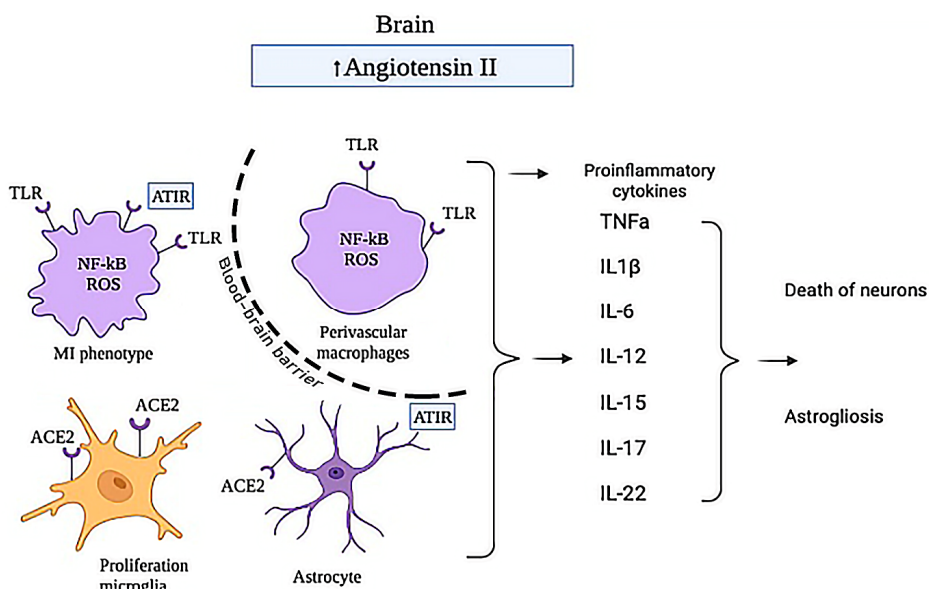 Brain
↑Angiotensin II
TLR
ATIR
TLR
NF-kB
ROS
MI phenotype
Blood-brain barrier
TLR
TLR
NF-kB
ROS
Perivascular
macrophages
ACE2
ACE2
Proliferation
microglia
ATIR
ACE2
Astrocyte
Proinflammatory
cytokines
TNFa
IL1β
IL-6
IL-12
IL-15
IL-17
IL-22
Death of neurons
Astrogliosis